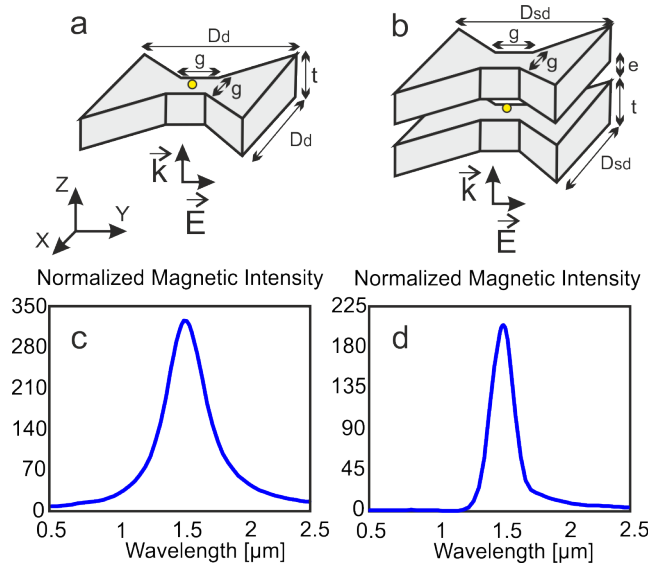 a
Dd
g
g
t
Dd
k
E
Z
Y
X
b
Dsd
g
g
e
t
Dsd
k
E
Normalized Magnetic Intensity
350
280
210
140
70
0
c
0.5
1
1.5
2
2.5
Wavelength [µm]
Normalized Magnetic Intensity
225
180
135
90
45
0
d
0.5
1
1.5
2
2.5
Wavelength [µm]